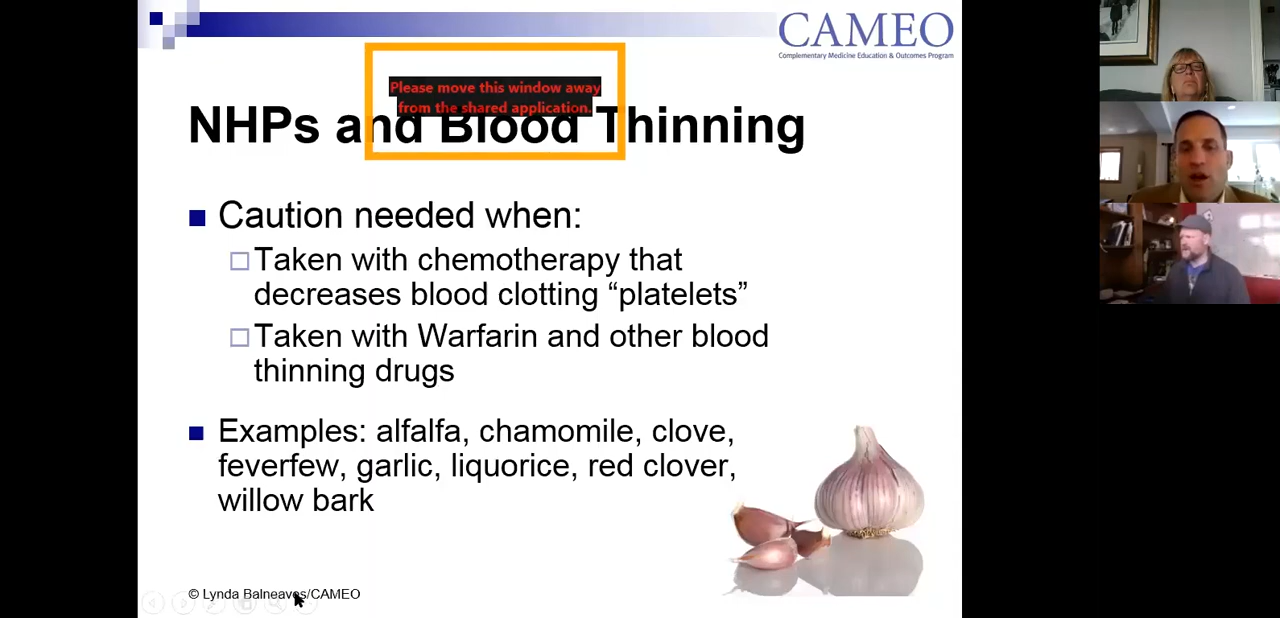 CAMEO
Complementary Medicine Education & Outcomes Program
Please move this window away
from the shared application.
NHPs and Blood Thinning
Caution needed when:
Taken with chemotherapy that
decreases blood clotting “platelets”
Taken with Warfarin and other blood
thinning drugs
Examples: alfalfa, chamomile, clove,
feverfew, garlic, liquorice, red clover,
willow bark
© Lynda Balneaves/CAMEO